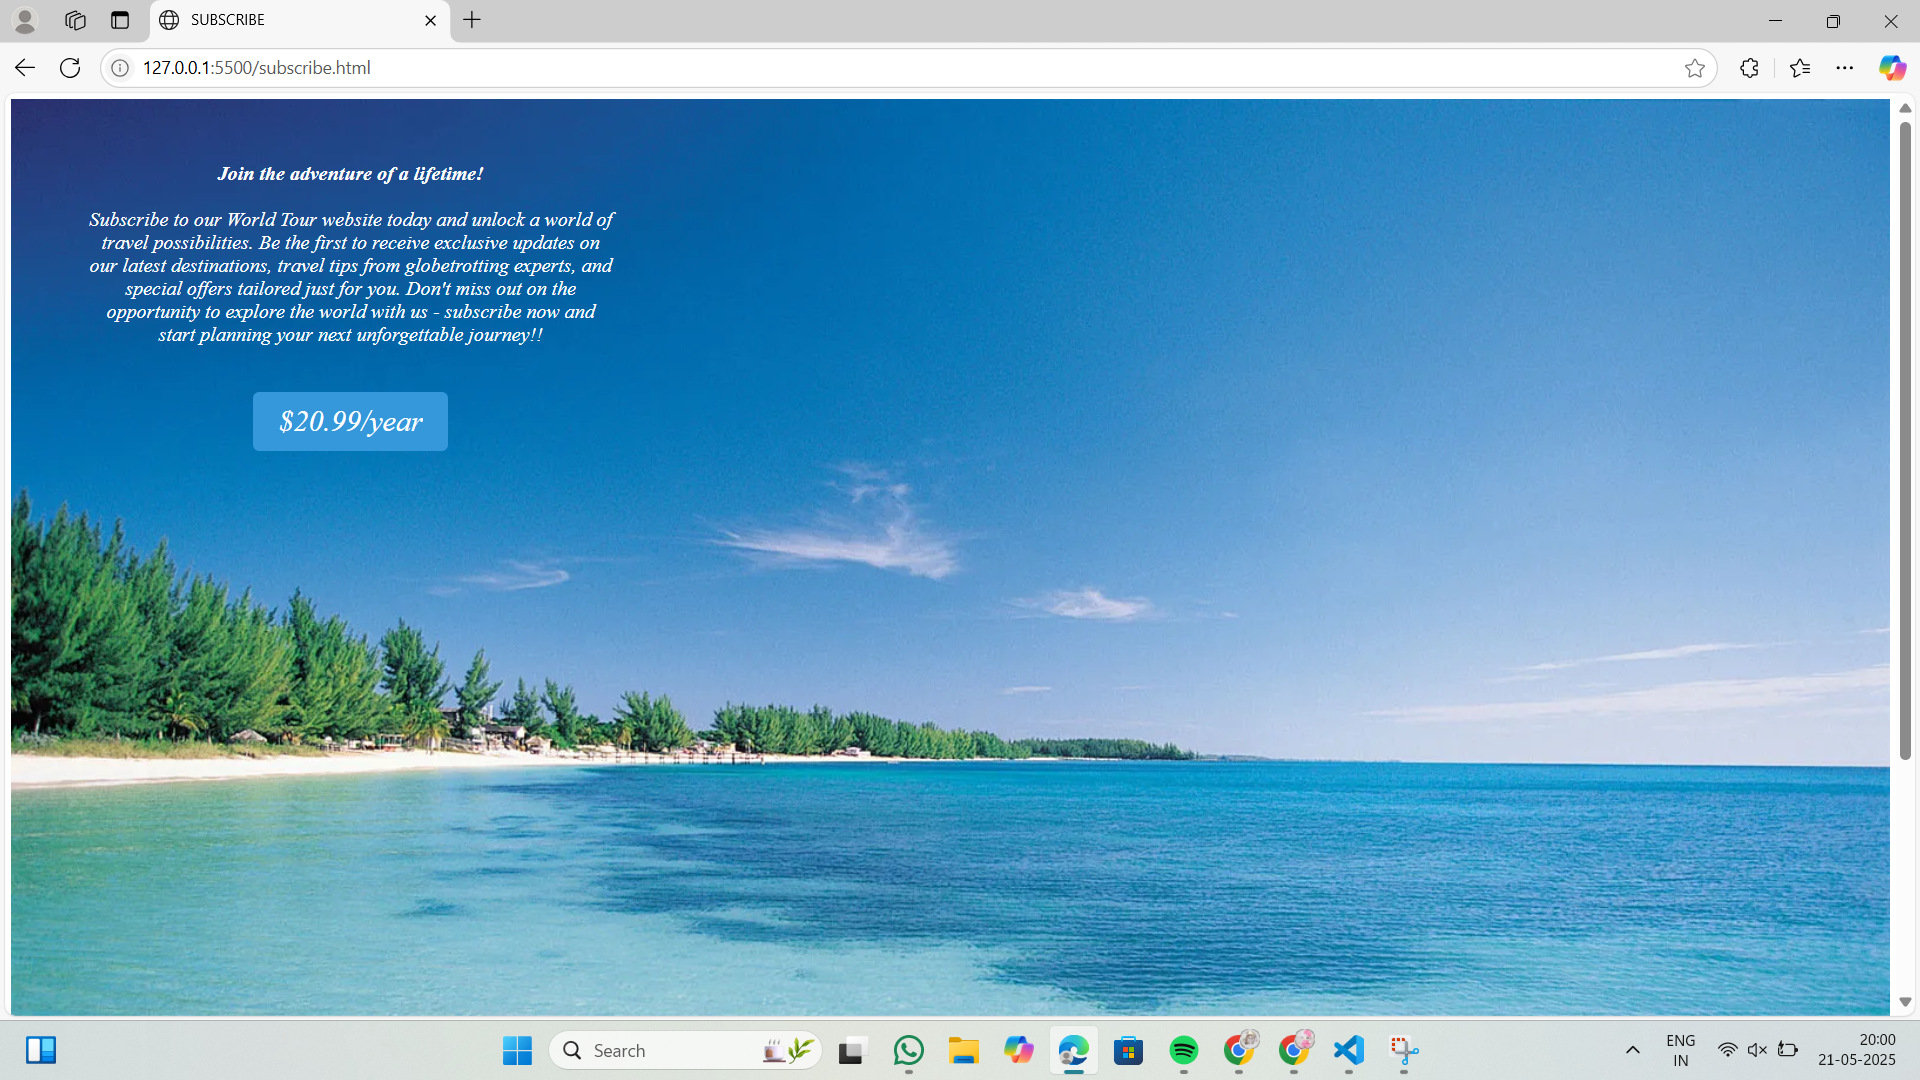 SUBSCRIBE
127.0.0.1:5500/subscribe.html
Join the adventure of a lifetime!
Subscribe to our World Tour website today and unlock a world of
travel possibilities. Be the first to receive exclusive updates on
our latest destinations, travel tips from globetrotting experts, and
special offers tailored just for you. Don't miss out on the
opportunity to explore the world with us - subscribe now and
start planning your next unforgettable journey!!
$20.99/year
Search
ENG
IN
20:00
21-05-2025